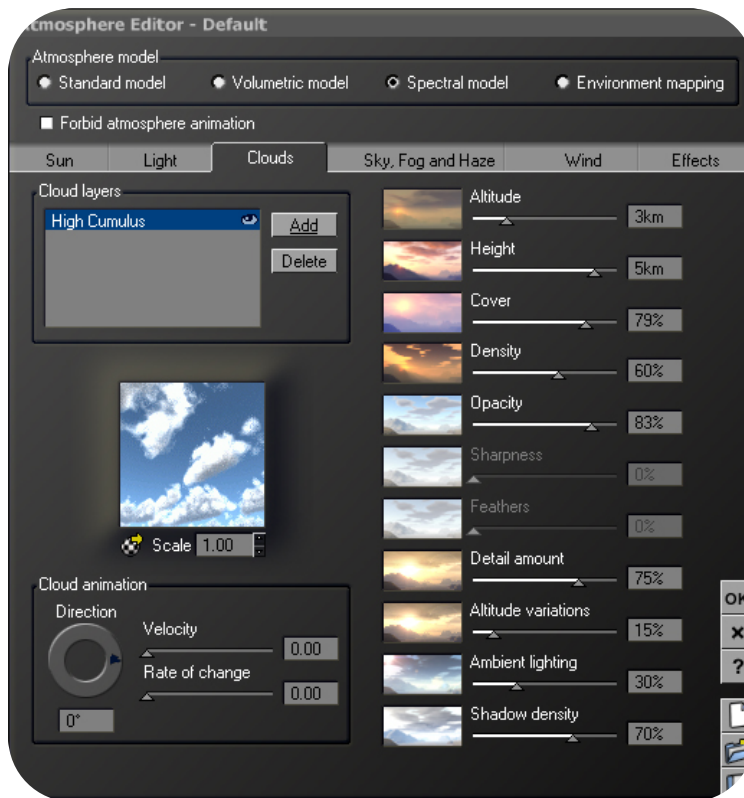 Atmosphere Editor - Default
Atmosphere model
Standard model Volumetric model Spectral model Environment mapping
Forbid atmosphere animation
Sun Light Clouds Sky, Fog and Haze Wind Effects
Cloud layers
High Cumulus
Add
Delete
Scale 1.00
Cloud animation
Direction
0°
Velocity
0.00
Rate of change
0.00
Altitude
3km
Height
5km
Cover
79%
Density
60%
Opacity
83%
Sharpness
0%
Feathers
0%
Detail amount
75%
Altitude variations
15%
Ambient lighting
30%
Shadow density
70%
OK
?